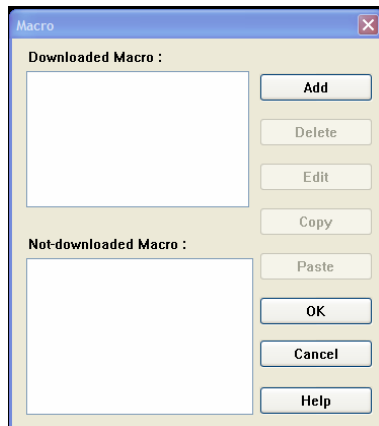 Macro
Downloaded Macro :
Add
Delete
Edit
Copy
Not-downloaded Macro :
Paste
OK
Cancel
Help